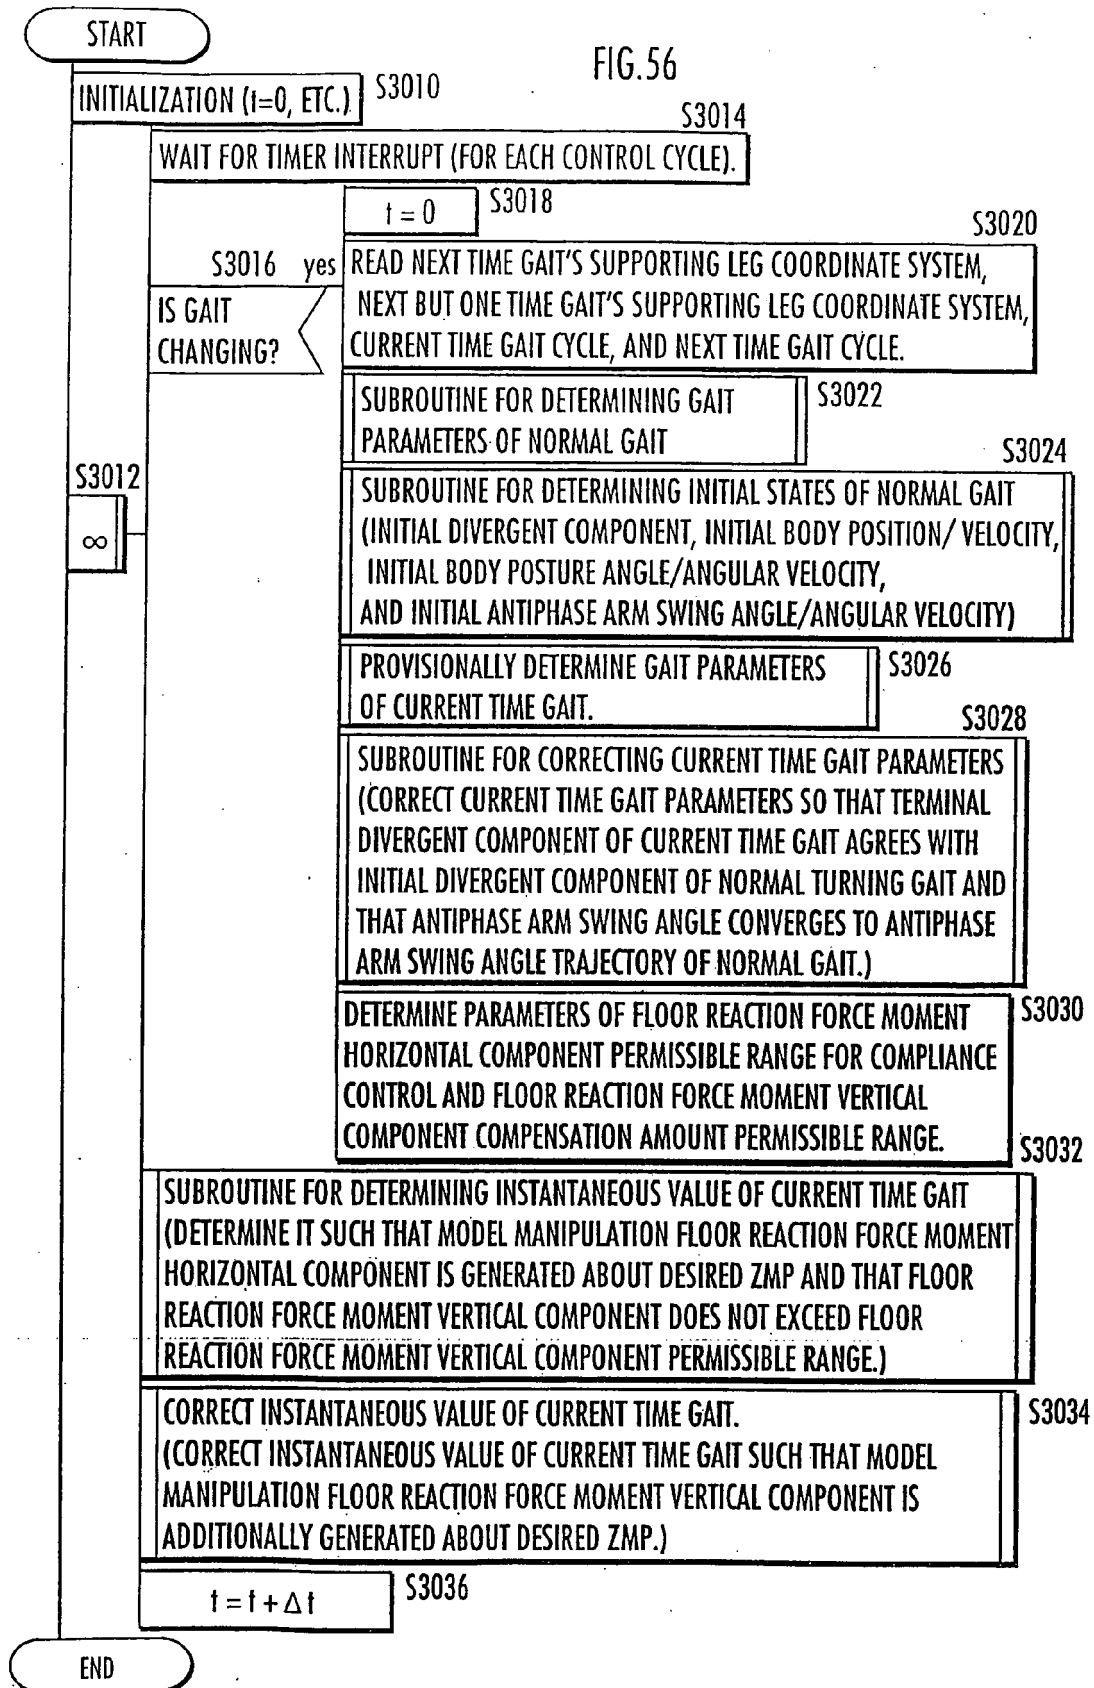 START
FIG.56
INITIALIZATION (t=0, ETC.)
S3010
S3014
WAIT FOR TIMER INTERRUPT (FOR EACH CONTROL CYCLE).
t = 0
S3018
S3020
S3016 yes
READ NEXT TIME GAIT'S SUPPORTING LEG COORDINATE SYSTEM,
NEXT BUT ONE TIME GAIT'S SUPPORTING LEG COORDINATE SYSTEM,
CURRENT TIME GAIT CYCLE, AND NEXT TIME GAIT CYCLE.
IS GAIT
CHANGING?
SUBROUTINE FOR DETERMINING GAIT
PARAMETERS OF NORMAL GAIT
S3022
S3024
S3012
∞
SUBROUTINE FOR DETERMINING INITIAL STATES OF NORMAL GAIT
(INITIAL DIVERGENT COMPONENT, INITIAL BODY POSITION/ VELOCITY,
INITIAL BODY POSTURE ANGLE/ANGULAR VELOCITY,
AND INITIAL ANTIPHASE ARM SWING ANGLE/ANGULAR VELOCITY)
PROVISIONALLY DETERMINE GAIT PARAMETERS
OF CURRENT TIME GAIT.
S3026
S3028
SUBROUTINE FOR CORRECTING CURRENT TIME GAIT PARAMETERS
(CORRECT CURRENT TIME GAIT PARAMETERS SO THAT TERMINAL
DIVERGENT COMPONENT OF CURRENT TIME GAIT AGREES WITH
INITIAL DIVERGENT COMPONENT OF NORMAL TURNING GAIT AND
THAT ANTIPHASE ARM SWING ANGLE CONVERGES TO ANTIPHASE
ARM SWING ANGLE TRAJECTORY OF NORMAL GAIT.)
DETERMINE PARAMETERS OF FLOOR REACTION FORCE MOMENT
HORIZONTAL COMPONENT PERMISSIBLE RANGE FOR COMPLIANCE
CONTROL AND FLOOR REACTION FORCE MOMENT VERTICAL
COMPONENT COMPENSATION AMOUNT PERMISSIBLE RANGE.
S3030
S3032
SUBROUTINE FOR DETERMINING INSTANTANEOUS VALUE OF CURRENT TIME GAIT
(DETERMINE IT SUCH THAT MODEL MANIPULATION FLOOR REACTION FORCE MOMENT
HORIZONTAL COMPONENT IS GENERATED ABOUT DESIRED ZMP AND THAT FLOOR
REACTION FORCE MOMENT VERTICAL COMPONENT DOES NOT EXCEED FLOOR
REACTION FORCE MOMENT VERTICAL COMPONENT PERMISSIBLE RANGE.)
CORRECT INSTANTANEOUS VALUE OF CURRENT TIME GAIT.
(CORRECT INSTANTANEOUS VALUE OF CURRENT TIME GAIT SUCH THAT MODEL
MANIPULATION FLOOR REACTION FORCE MOMENT VERTICAL COMPONENT IS
ADDITIONALLY GENERATED ABOUT DESIRED ZMP.)
S3034
t = t + Δt
S3036
END